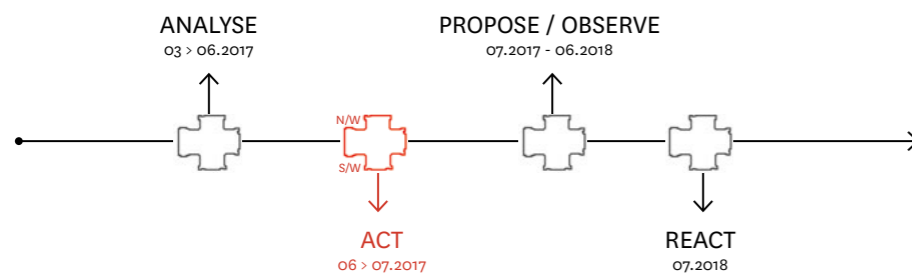 ANALYSE
03 > 06.2017
PROPOSE / OBSERVE
07.2017 - 06.2018
N/W
S/W
ACT
06 > 07.2017
REACT
07.2018